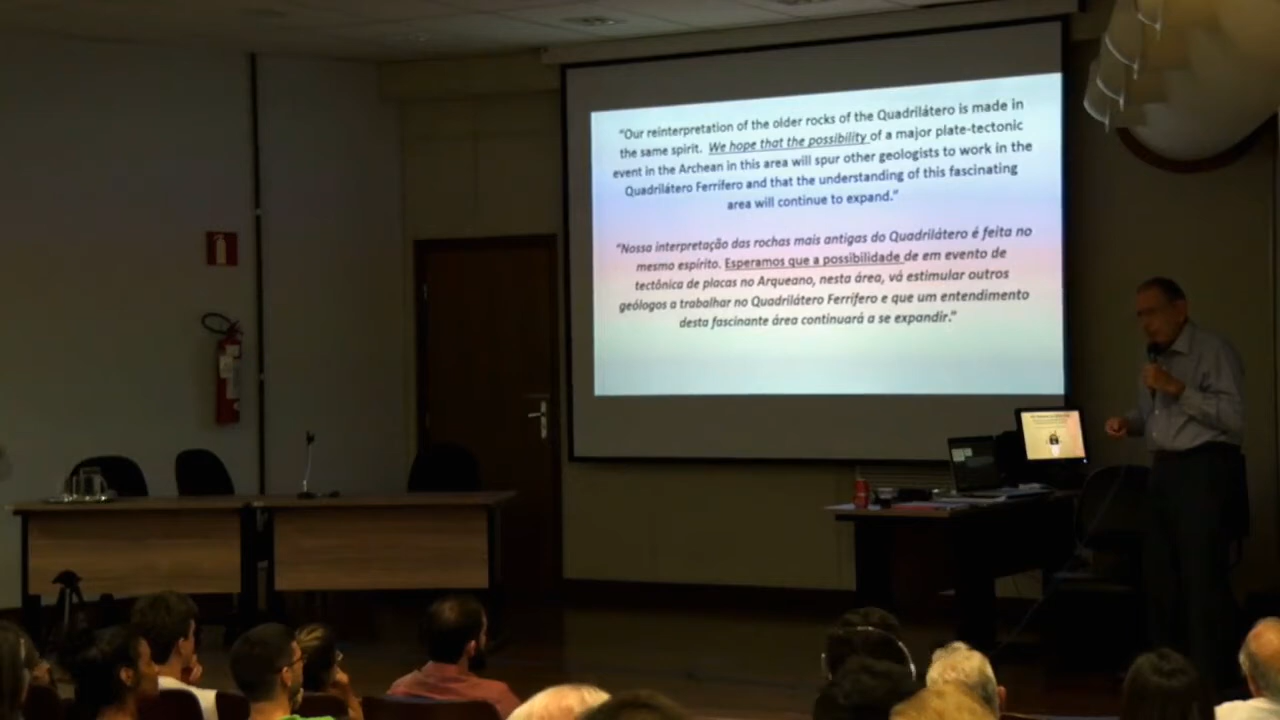 “Our reinterpretation of the older rocks of the Quadrilátero is made in
the same spirit. We hope that the possibility of a major plate-tectonic
event in the Archean in this area will spur other geologists to work in the
Quadrilátero Ferrífero and that the understanding of this fascinating
area will continue to expand.”
“Nossa interpretação das rochas mais antigas do Quadrilátero é feita no
mesmo espírito. Esperamos que a possibilidade de em evento de
tectônica de placas no Arqueano, nesta área, vá estimular outros
geólogos a trabalhar no Quadrilátero Ferrífero e que um entendimento
desta fascinante área continuará a se expandir.”